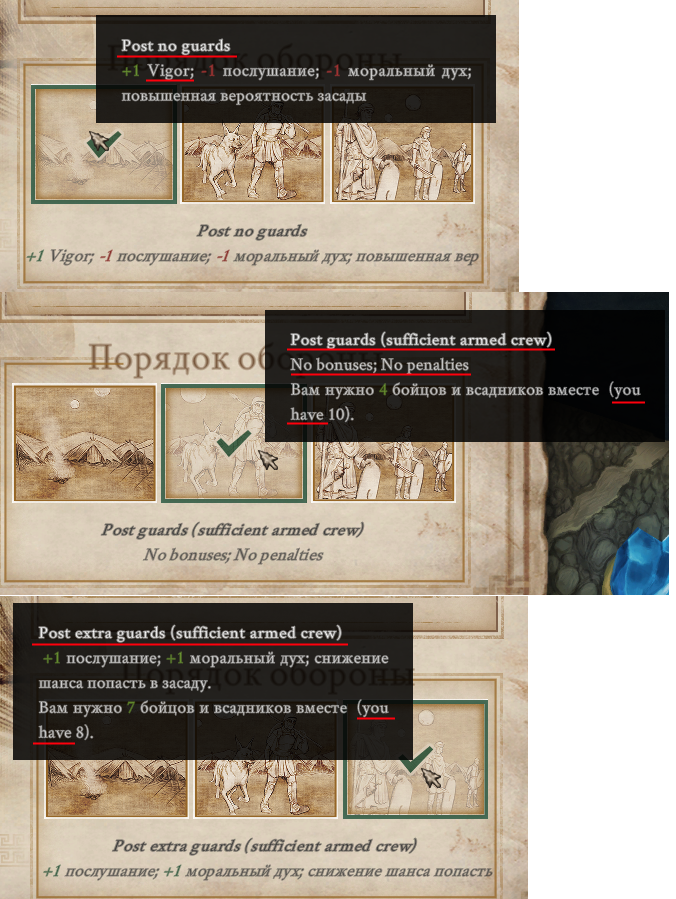 Post no guards
+1 Vigor; -1 послушание; -1 моральный дух;
повышенная вероятность засады
Post no guards
+1 Vigor; -1 послушание; -1 моральный дух; повышенная вер
Порядок об
Post guards (sufficient armed crew)
No bonuses; No penalties
Вам нужно 4 бойцов и всадников вместе (you
have 10).
Post guards (sufficient armed crew)
No bonuses; No penalties
Post extra guards (sufficient armed crew)
+1 послушание; +1 моральный дух; снижение
шанса попасть в засаду.
Вам нужно 7 бойцов и всадников вместе (you
have 8).
Post extra guards (sufficient armed crew)
+1 послушание; +1 моральный дух; снижение шанса попасть